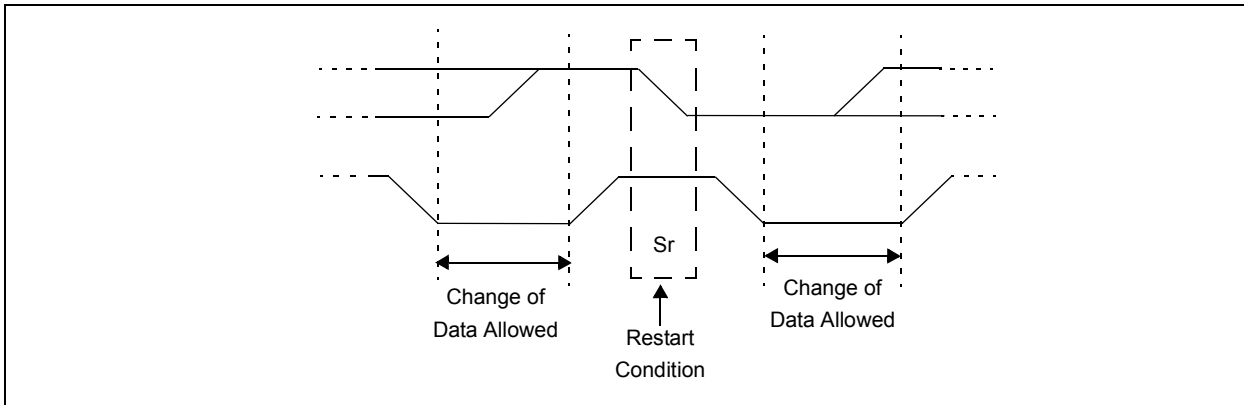 Sr
Change of
Data Allowed
Restart
Condition
Change of
Data Allowed